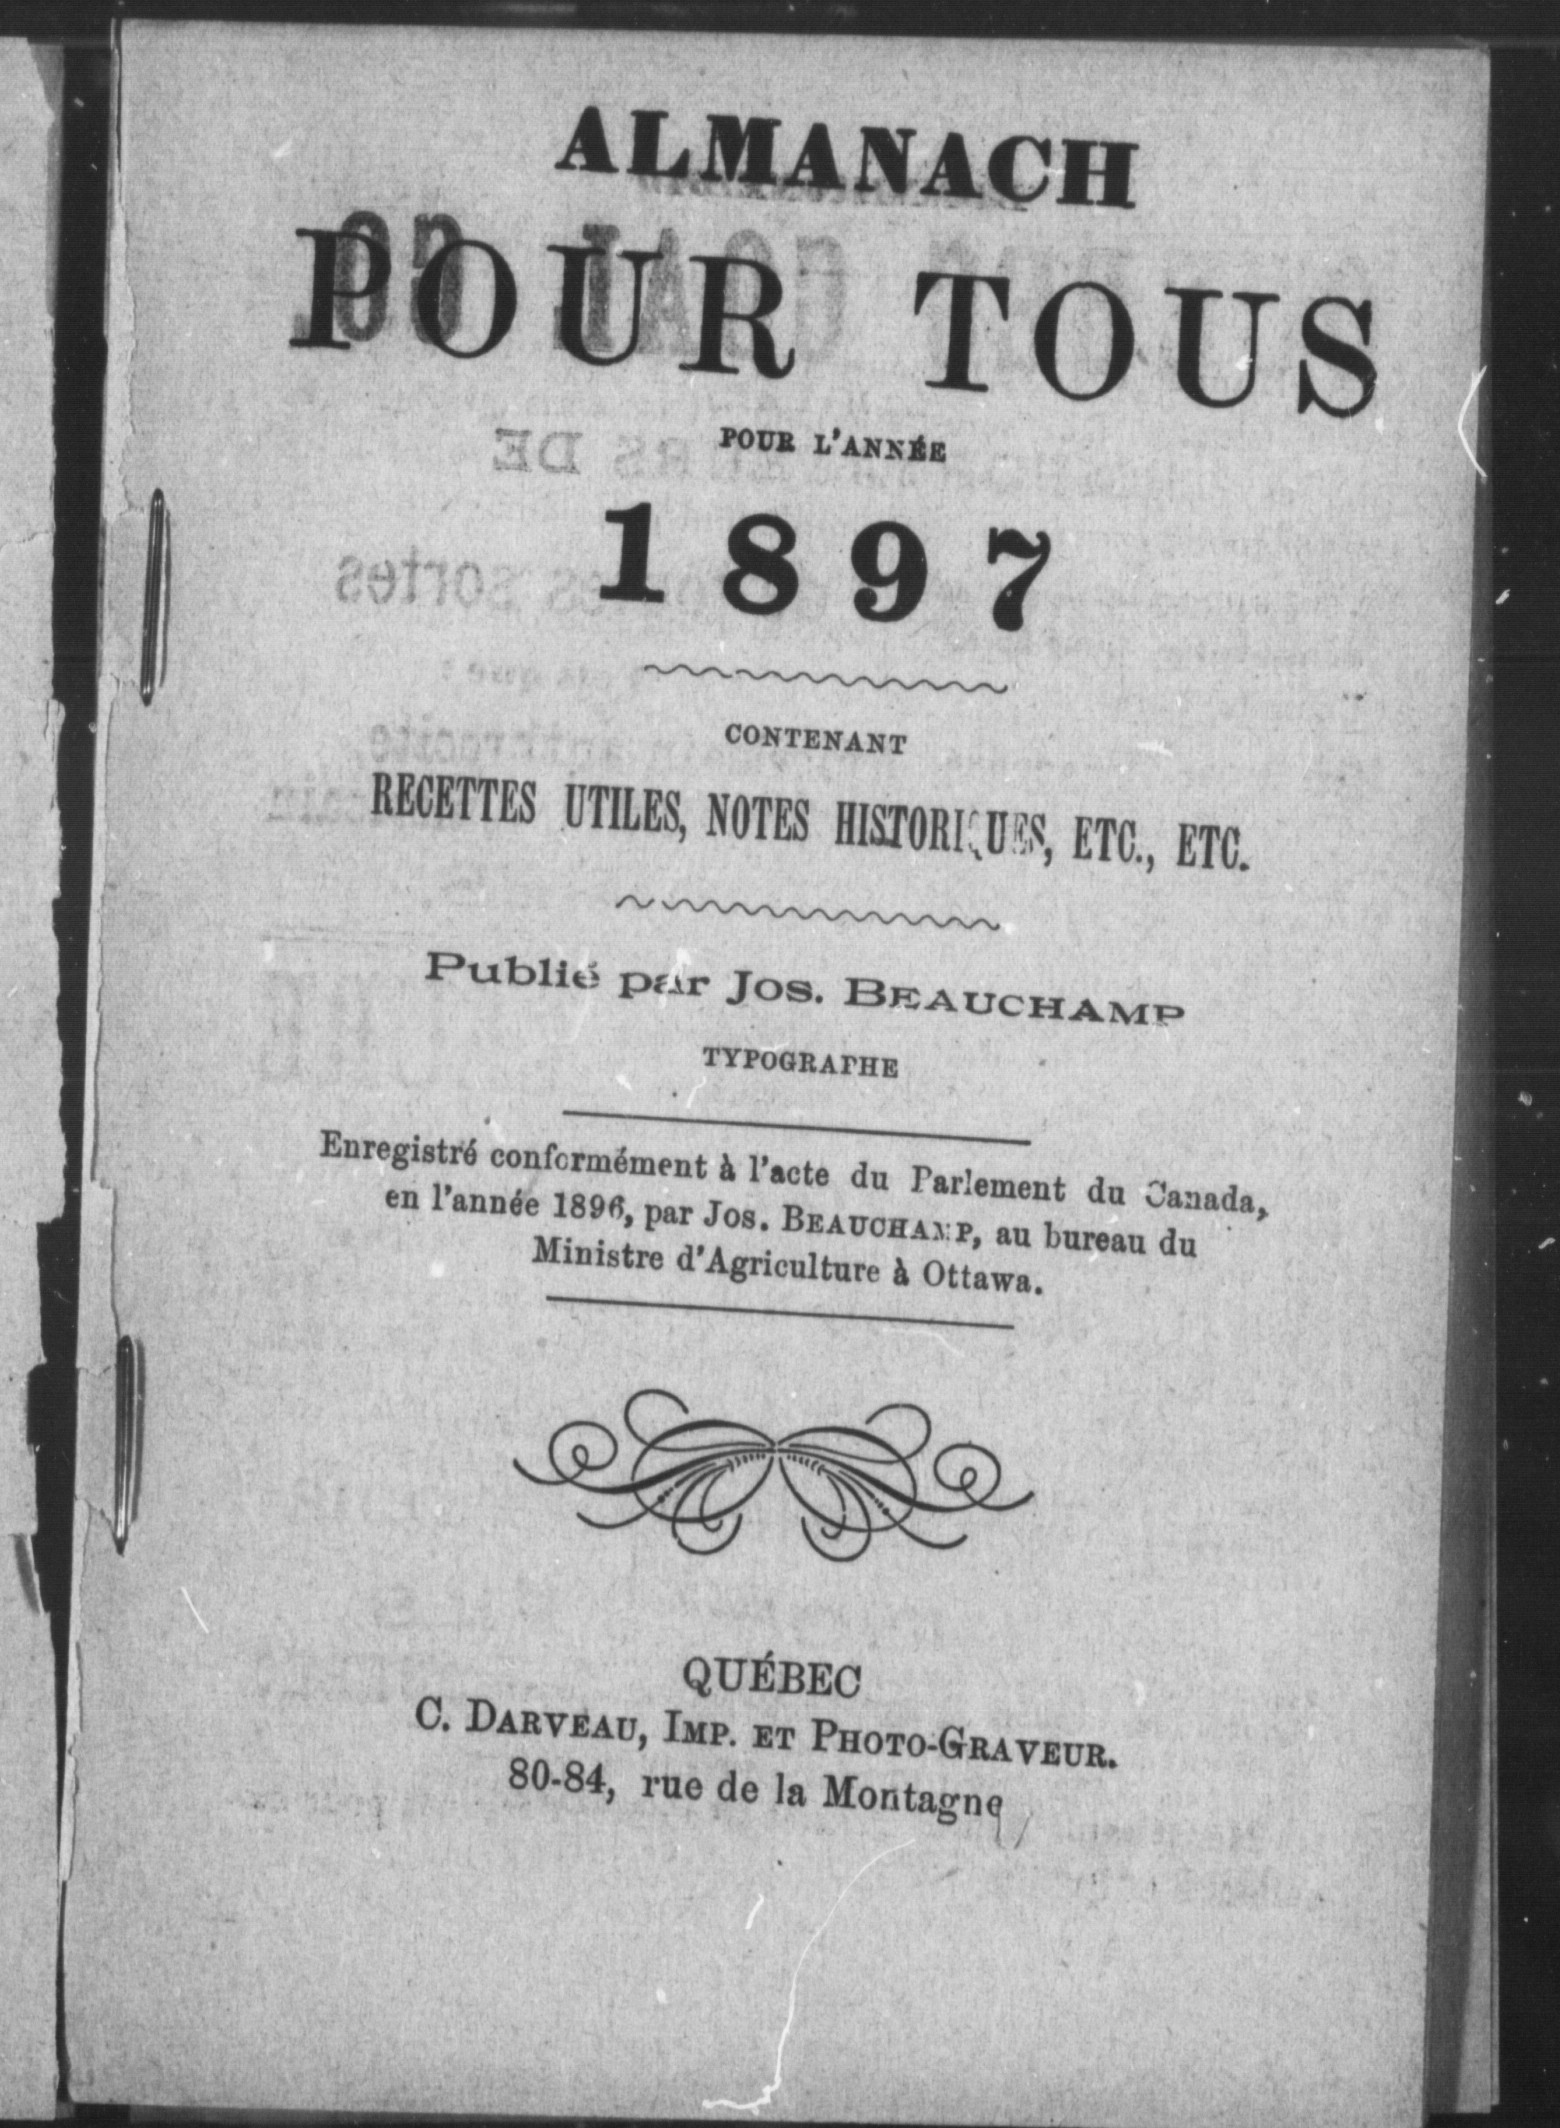 ALMANACH
POUR TOUS
POUR L'ANNÉE
1897
CONTENANT
RECETTES UTILES, NOTES HISTORIQUES, ETC., ETC.
Publié par Jos. BEAUCHAMP
TYPOGRAPHE
Enregistré conformément à l'acte du Parlement du Canada,
en l'année 1896, par Jos. BEAUCHAMP, au bureau du
Ministre d'Agriculture à Ottawa.
QUÉBEC
C. DARVEAU, IMP. ET PHOTO-GRAVEUR.
80-84, rue de la Montagne